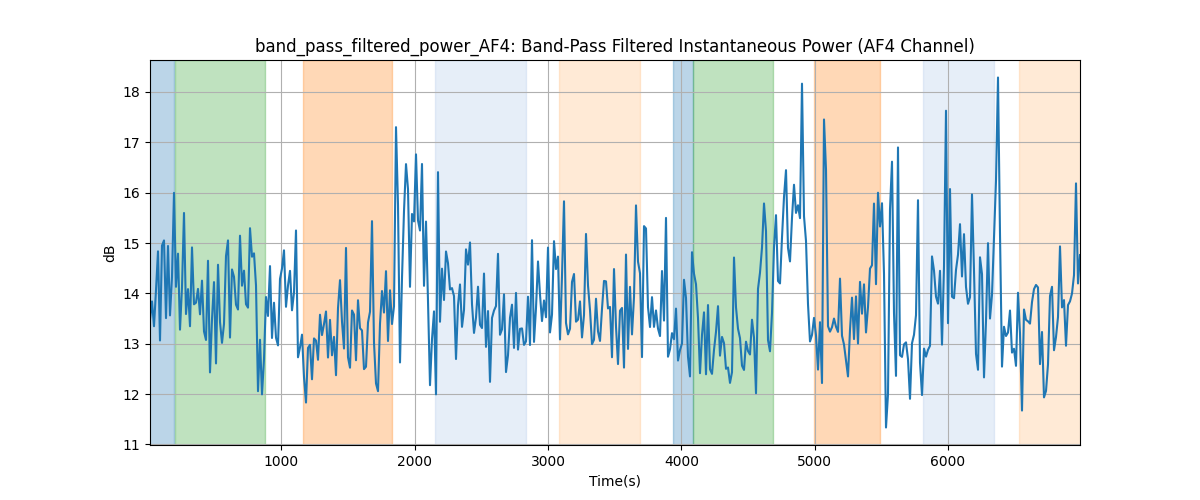 band_pass_filtered_power_AF4: Band-Pass Filtered Instantaneous Power (AF4 Channel)
18
17
16
15
14
13
12
11
dB
1000 2000 3000 4000 5000 6000
Time(s)